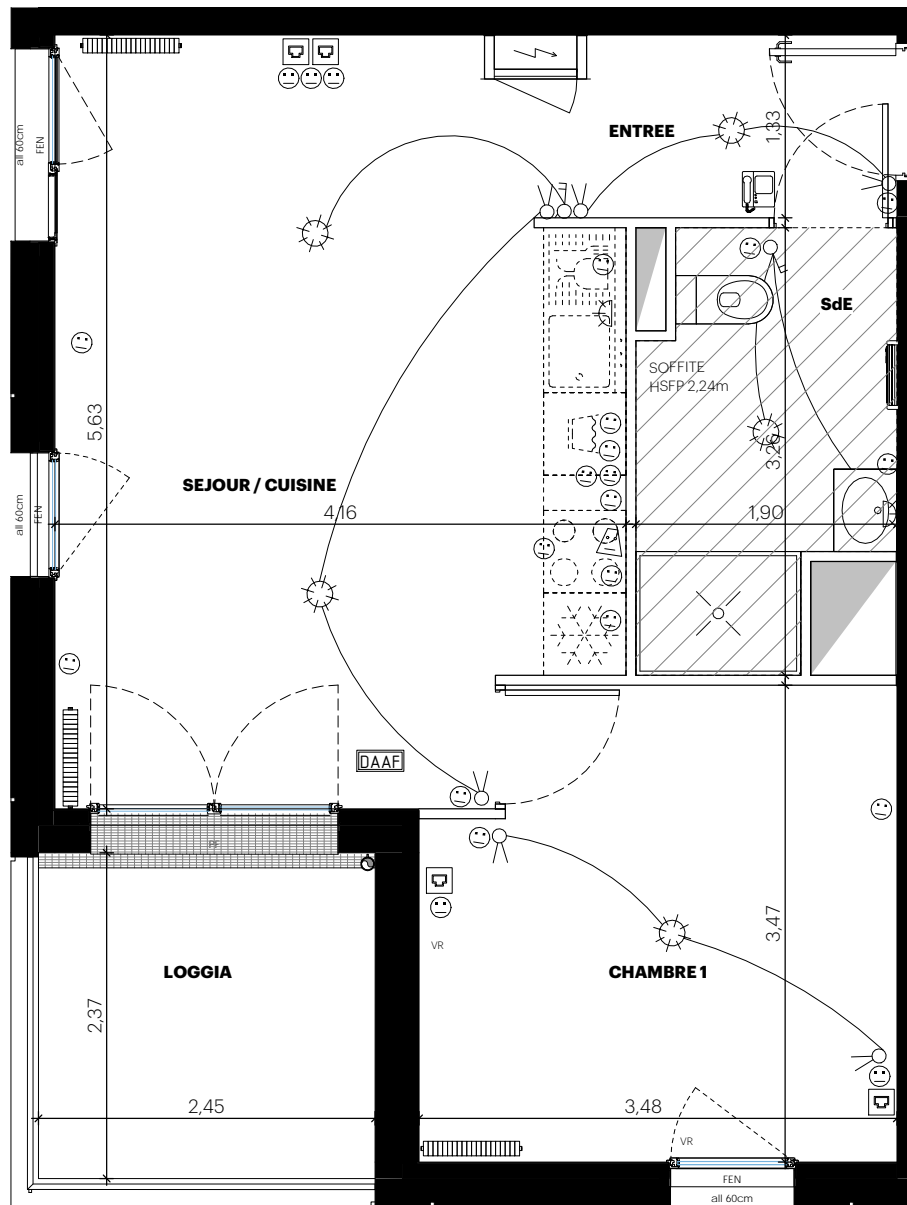 all 60cm
FEN
ENTREE
1,33
SdE
SOFFITE
HSFP 2,24m
5,63
3,26
SEJOUR / CUISINE
4,16
1,90
all 60cm
FEN
DAAF
PF
VR
3,47
LOGGIA
CHAMBRE 1
2,37
2,45
3,48
VR
FEN
all 60cm